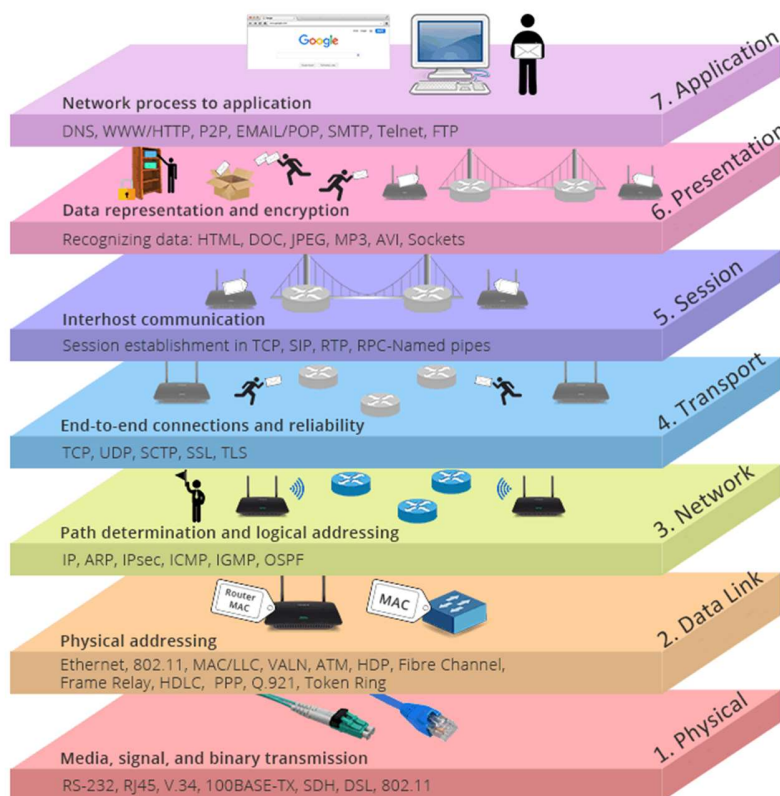 Google
7. Application
Network process to application
DNS, WWW/HTTP, P2P, EMAIL/POP, SMTP, Telnet, FTP
6. Presentation
Data representation and encryption
Recognizing data: HTML, DOC, JPEG, MP3, AVI, Sockets
5. Session
Interhost communication
Session establishment in TCP, SIP, RTP, RPC-Named pipes
4. Transport
End-to-end connections and reliability
TCP, UDP, SCTP, SSL, TLS
3. Network
Path determination and logical addressing
IP, ARP, IPsec, ICMP, IGMP, OSPF
Router
MAC
MAC
2. Data Link
Physical addressing
Ethernet, 802.11, MAC/LLC, VALN, ATM, HDP, Fibre Channel,
Frame Relay, HDLC, PPP, Q.921, Token Ring
1. Physical
Media, signal, and binary transmission
RS-232, RJ45, V.34, 100BASE-TX, SDH, DSL, 802.11